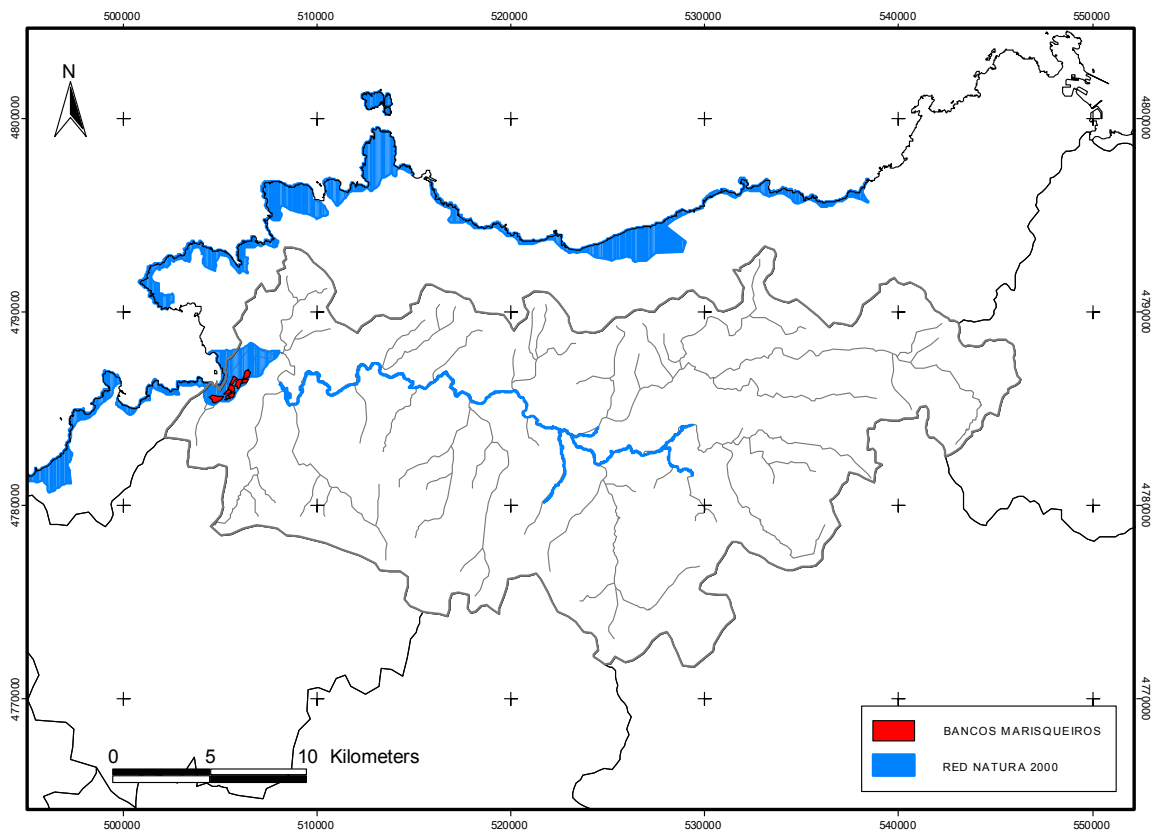 500000 510000 520000 530000 540000 550000
N
4800000 4800000
4790000 4790000
4780000 4780000
4770000 4770000
0 5 10 Kilometers
BANCOS MARISQUEIROS
RED NATURA 2000
500000 510000 520000 530000 540000 550000